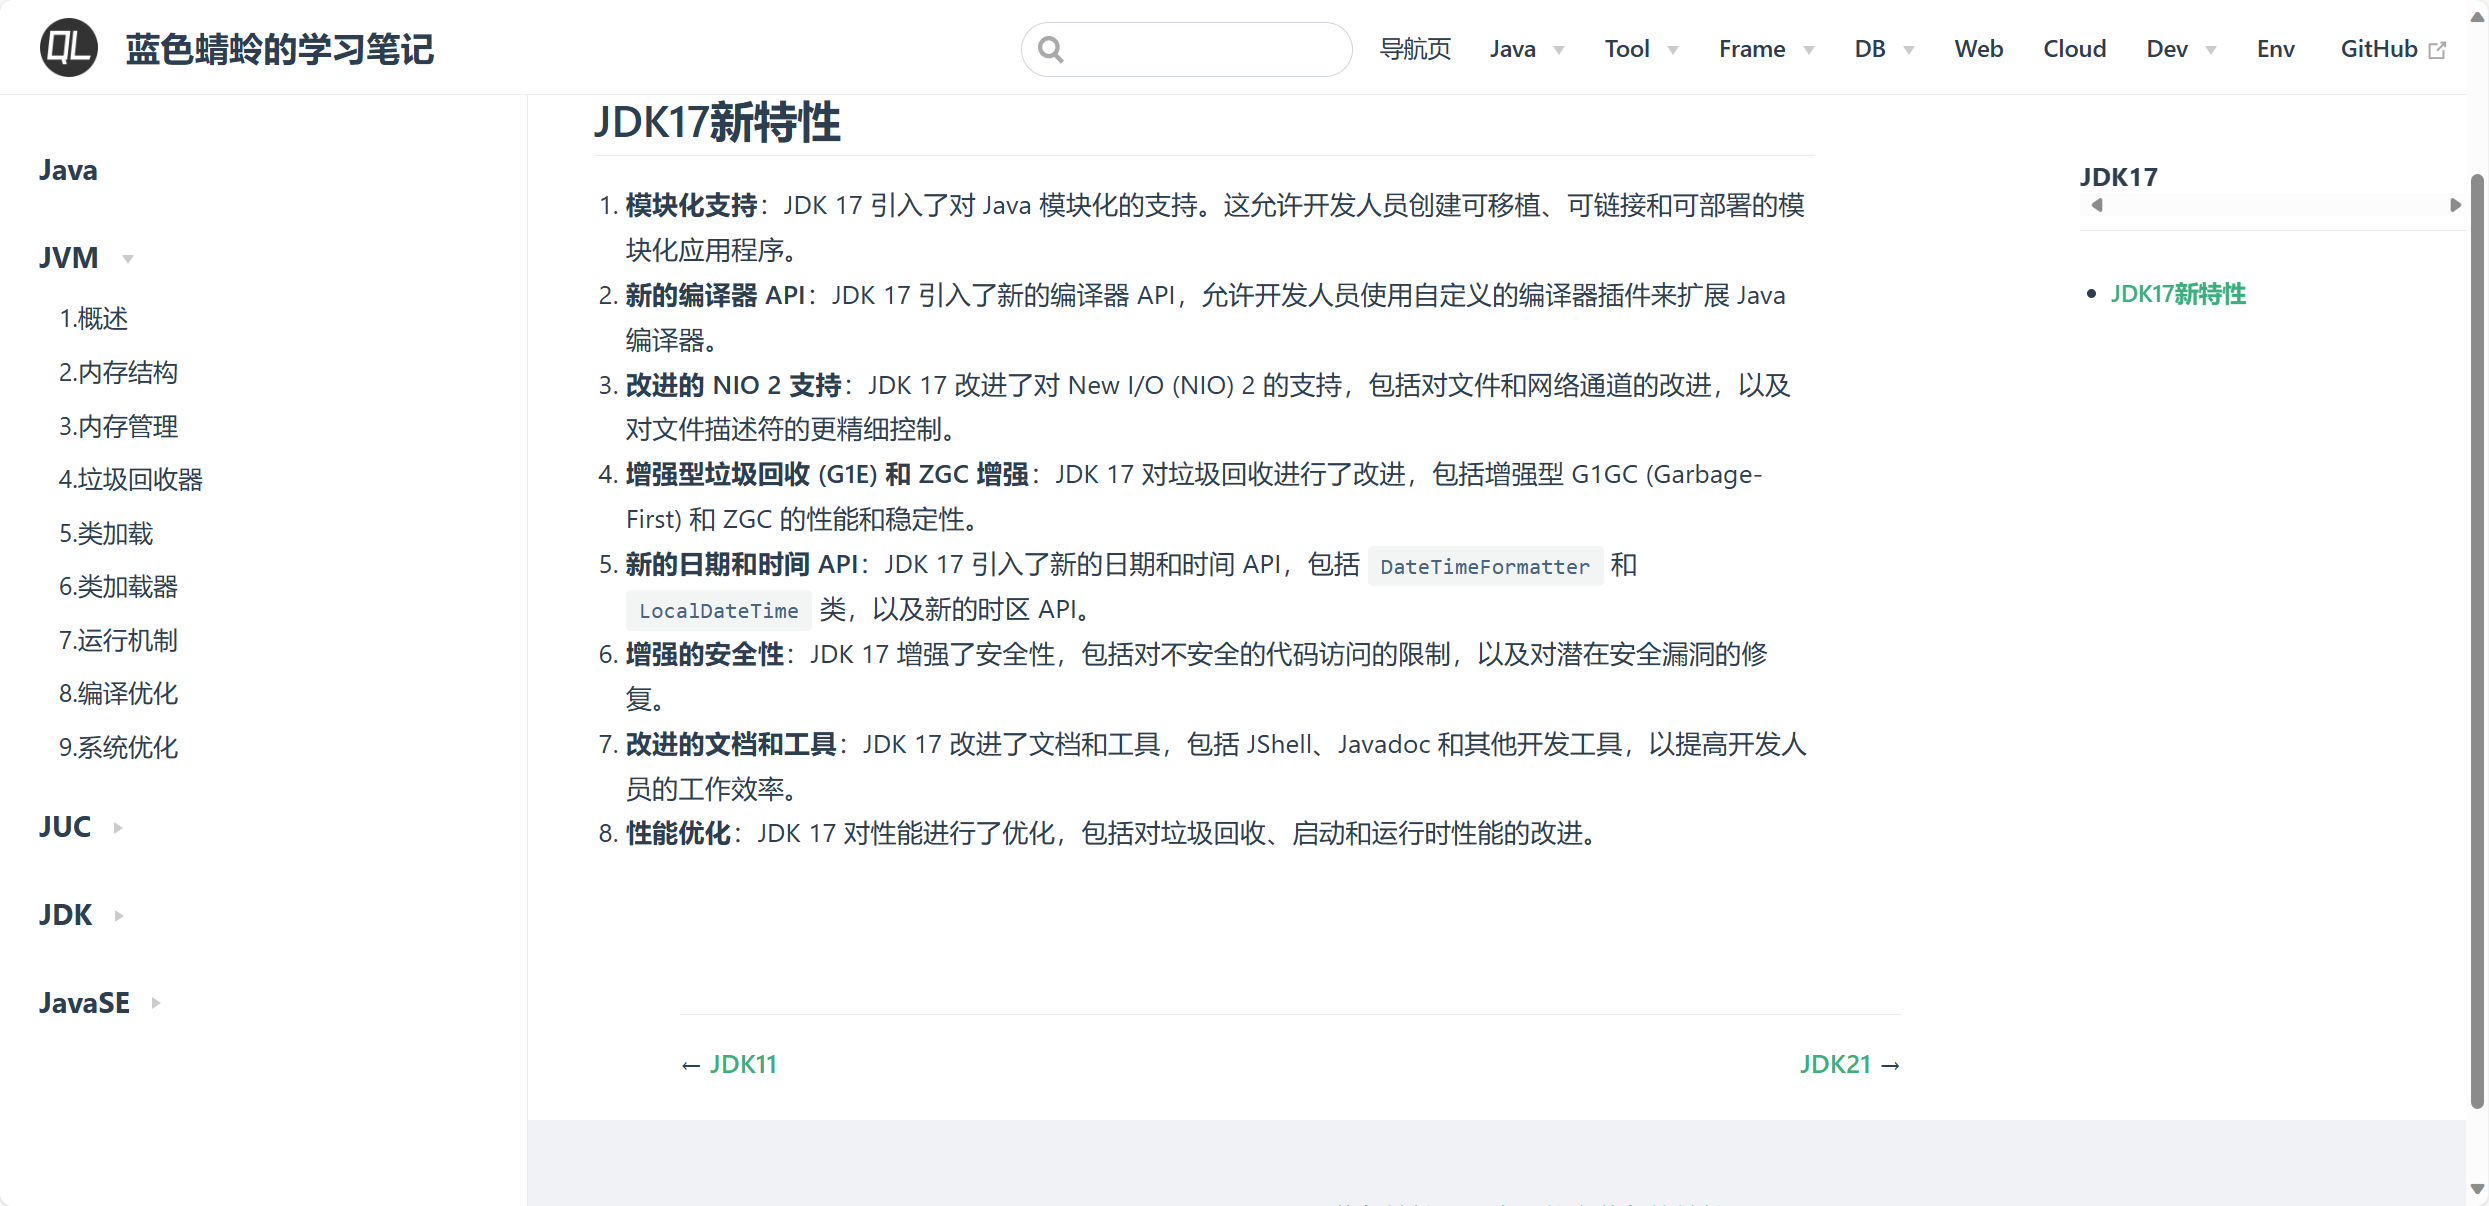 QL
蓝色蜻蛉的学习笔记
导航页 Java Tool Frame DB Web Cloud Dev Env GitHub
Java
JVM
1.概述
2.内存结构
3.内存管理
4.垃圾回收器
5.类加载
6.类加载器
7.运行机制
8.编译优化
9.系统优化
JUC
JDK
JavaSE
JDK17新特性
1. 模块化支持：JDK 17 引入了对 Java 模块化的支持。这允许开发人员创建可移植、可链接和可部署的模
块化应用程序。
2. 新的编译器 API：JDK 17 引入了新的编译器 API，允许开发人员使用自定义的编译器插件来扩展 Java
编译器。
3. 改进的 NIO 2 支持：JDK 17 改进了对 New I/O (NIO) 2 的支持，包括对文件和网络通道的改进，以及
对文件描述符的更精细控制。
4. 增强型垃圾回收 (G1E) 和 ZGC 增强：JDK 17 对垃圾回收进行了改进，包括增强型 G1GC (Garbage-
First) 和 ZGC 的性能和稳定性。
5. 新的日期和时间 API：JDK 17 引入了新的日期和时间 API，包括 DateTimeFormatter 和
LocalDateTime 类，以及新的时区 API。
6. 增强的安全性：JDK 17 增强了安全性，包括对不安全的代码访问的限制，以及对潜在安全漏洞的修
复。
7. 改进的文档和工具：JDK 17 改进了文档和工具，包括 JShell、Javadoc 和其他开发工具，以提高开发人
员的工作效率。
8. 性能优化：JDK 17 对性能进行了优化，包括对垃圾回收、启动和运行时性能的改进。
← JDK11
JDK21 →
JDK17
• JDK17新特性